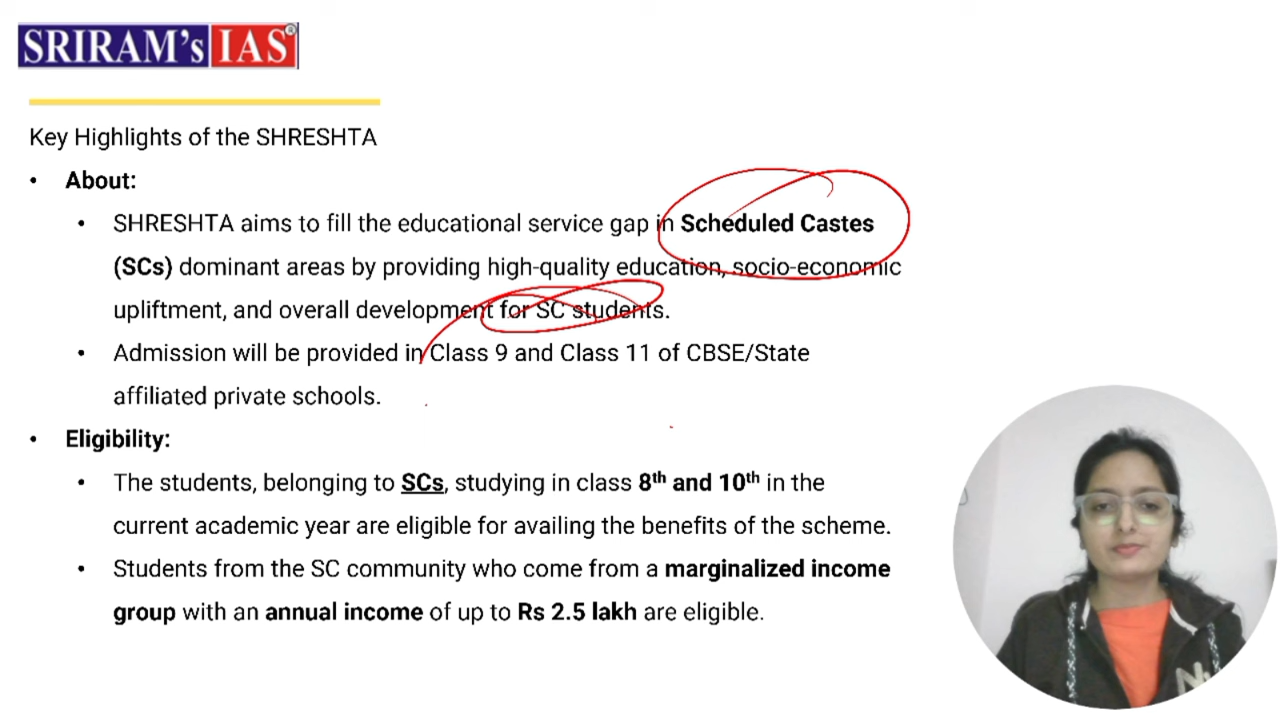 SRIRAM's IAS®
Key Highlights of the SHRESHTA
• About:
• SHRESHTA aims to fill the educational service gap in Scheduled Castes
(SCs) dominant areas by providing high-quality education, socio-economic
upliftment, and overall development for SC students.
• Admission will be provided in Class 9 and Class 11 of CBSE/State
affiliated private schools.
• Eligibility:
• The students, belonging to SCs, studying in class 8th and 10th in the
current academic year are eligible for availing the benefits of the scheme.
• Students from the SC community who come from a marginalized income
group with an annual income of up to Rs 2.5 lakh are eligible.